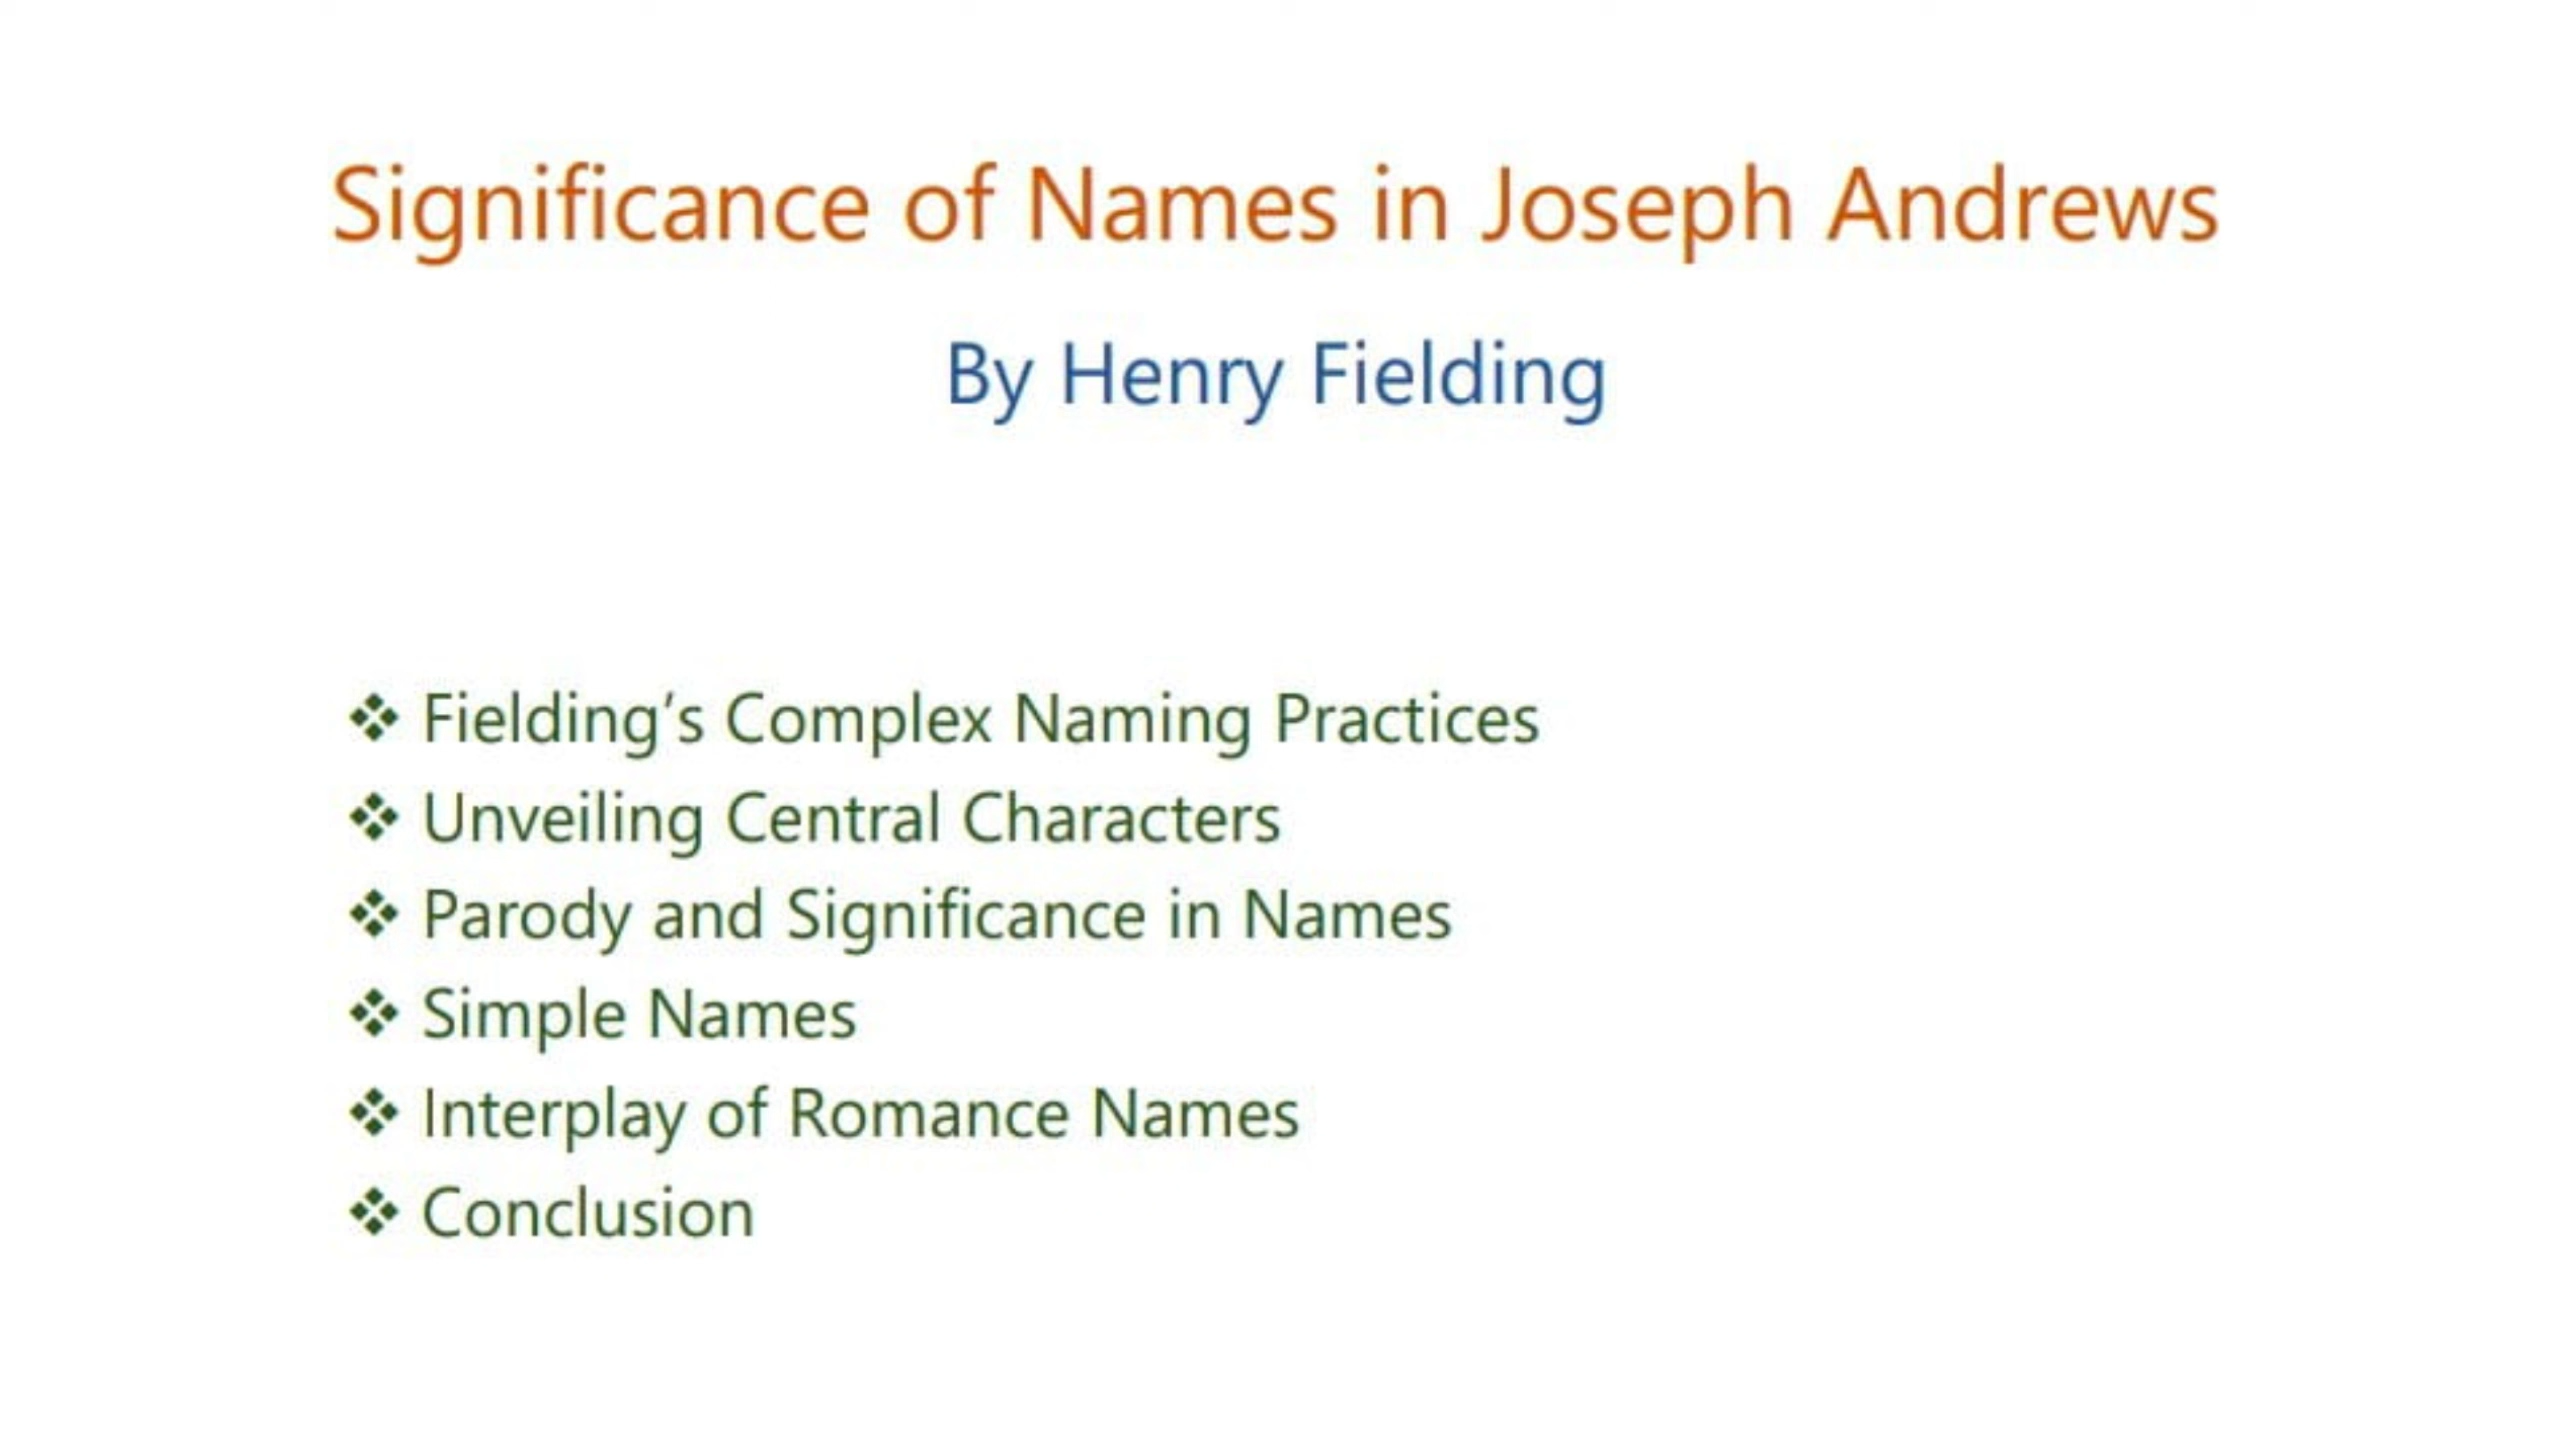 Significance of Names in Joseph Andrews
By Henry Fielding
❖ Fielding’s Complex Naming Practices
❖ Unveiling Central Characters
❖ Parody and Significance in Names
❖ Simple Names
❖ Interplay of Romance Names
❖ Conclusion